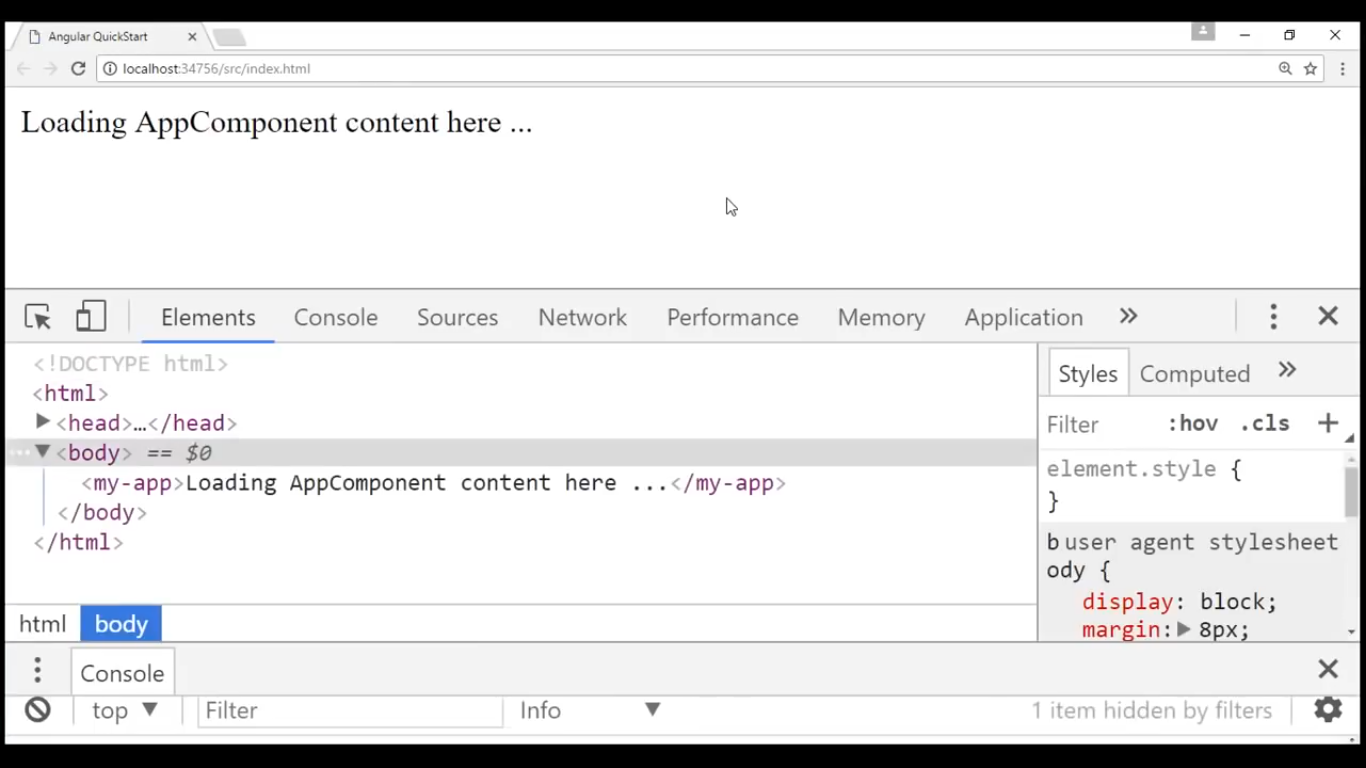 Angular QuickStart
localhost:34756/src/index.html
Loading AppComponent content here ...
Elements Console Sources Network Performance Memory Application
<!DOCTYPE html>
<html>
<head>…</head>
<body> == $0
<my-app>Loading AppComponent content here ...</my-app>
</body>
</html>
html body
Styles Computed
Filter :hov .cls +
element.style {
}
b user agent stylesheet
ody {
display: block;
margin: 8px;
Console
top Filter Info 1 item hidden by filters